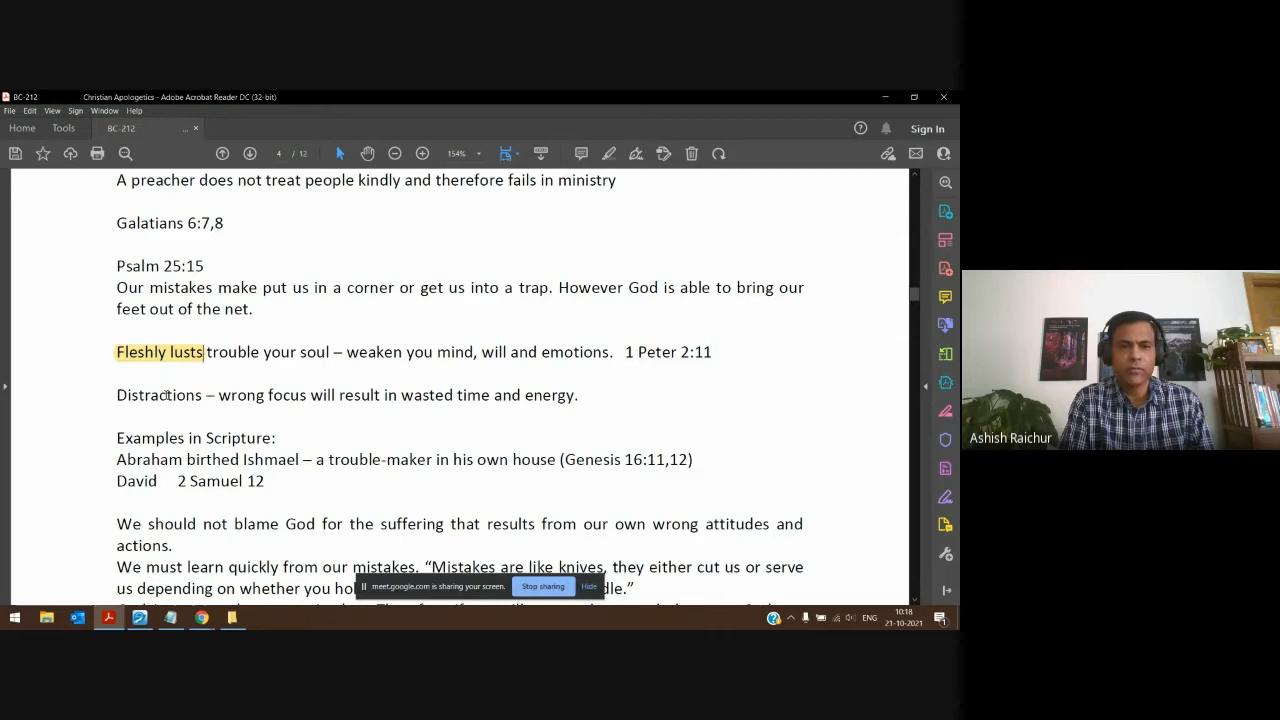 BC-212
Christian Apologetics - Adobe Acrobat Reader DC (32-bit)
File Edit View Sign Window Help
Home Tools BC-212 ... × Sign In
4 / 12 154%
A preacher does not treat people kindly and therefore fails in ministry
Galatians 6:7,8
Psalm 25:15
Our mistakes make put us in a corner or get us into a trap. However God is able to bring our
feet out of the net.
Fleshly lusts trouble your soul – weaken you mind, will and emotions. 1 Peter 2:11
Distractions – wrong focus will result in wasted time and energy.
Examples in Scripture:
Abraham birthed Ishmael – a trouble-maker in his own house (Genesis 16:11,12)
David 2 Samuel 12
We should not blame God for the suffering that results from our own wrong attitudes and
actions.
We must learn quickly from our mistakes. “Mistakes are like knives, they either cut us or serve
us depending on whether you
meet.google.com is sharing your screen. Stop sharing Hide
Ashish Raichur
ENG
10:18
21-10-2021